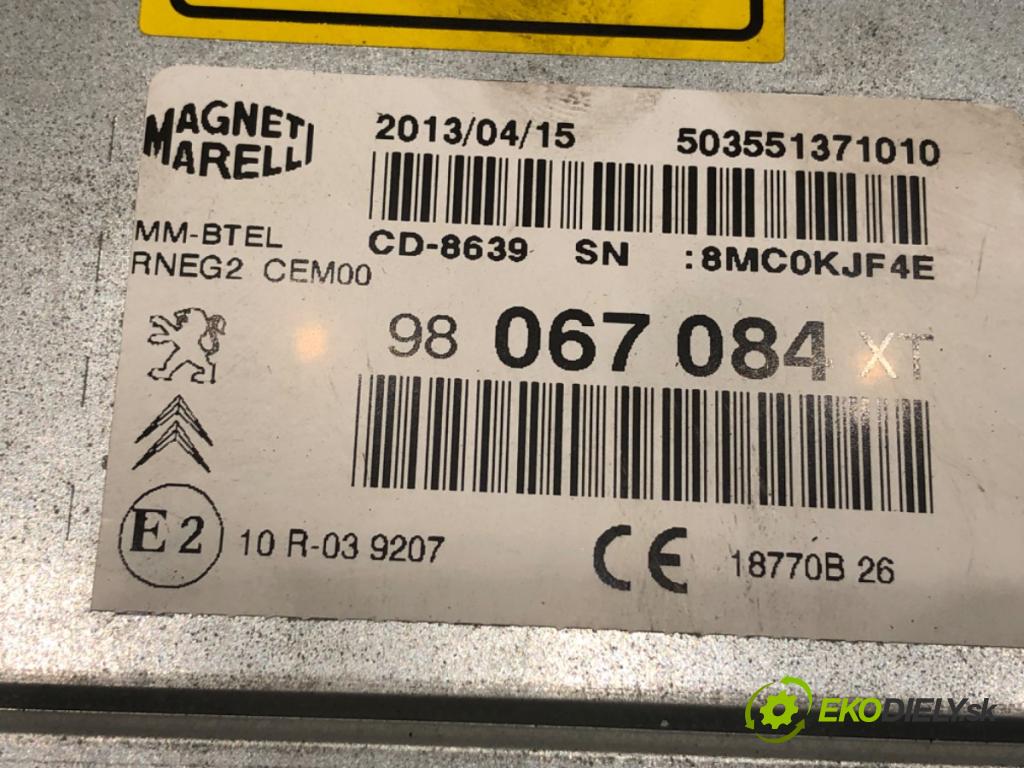 MAGNETI
MARELLI
2013/04/15 503551371010
MM-BTEL
RNEG2 CEM00
CD-8639 SN :8MC0KJF4E
98 067 084 XT
E2 10 R-03 9207
CE 18770B 26
EKODIELY.sk